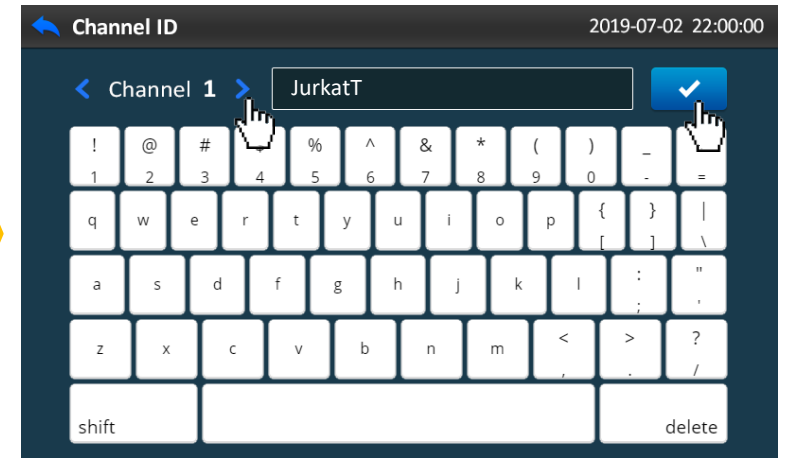 Channel ID 2019-07-02 22:00:00
Channel 1 JurkatT
! @ # % ^ & * ( ) _
1 2 3 4 5 6 7 8 9 0 - =
q w e r t y u i o p { } |
[ ] \
a s d f g h j k l : "
; '
z x c v b n m < > ?
, . /
shift delete